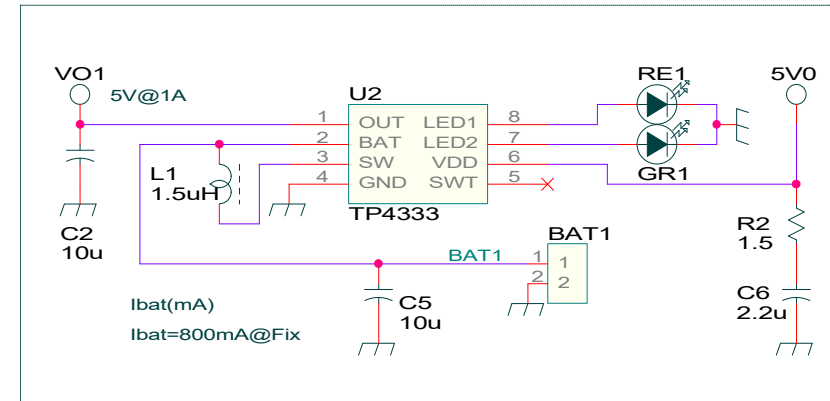 VO1
5V@1A
U2
RE1
5V0
1 OUT LED1 8
2 BAT LED2 7
3 SW VDD 6
4 GND SWT 5
TP4333
GR1
L1
1.5uH
C2
10u
R2
1.5
BAT1
BAT1
1 1
2 2
C6
2.2u
C5
10u
Ibat(mA)
Ibat=800mA@Fix